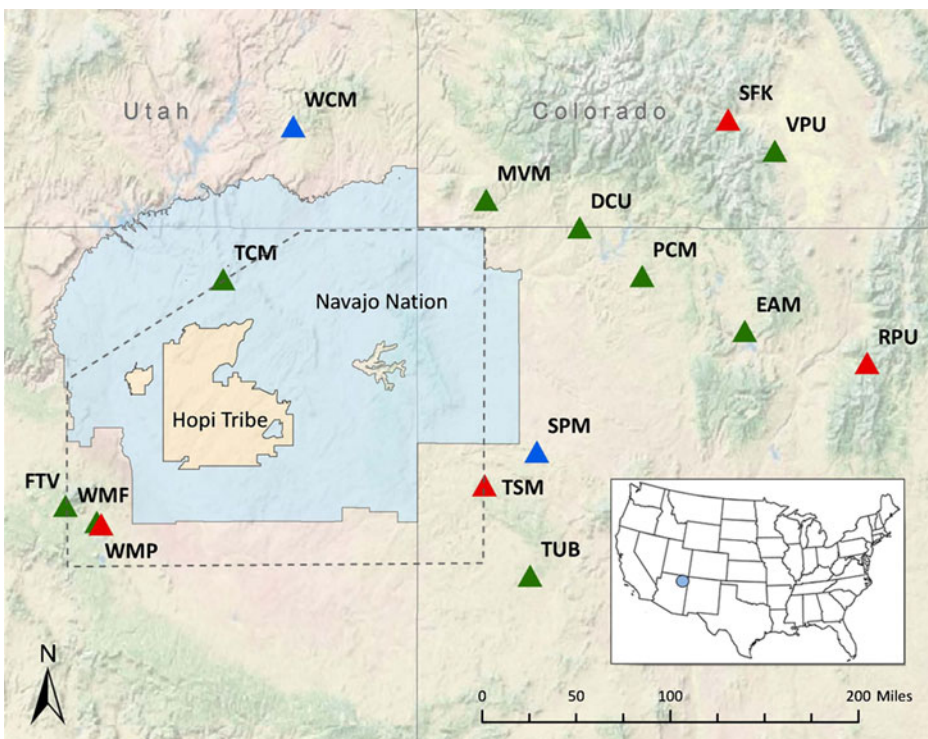 WCM
SFK
Utah
Colorado
VPU
MVM
DCU
TCM
PCM
Navajo Nation
EAM
RPU
Hopi Tribe
SPM
FTV
WMF
TSM
WMP
TUB
N
0 50 100 200 Miles